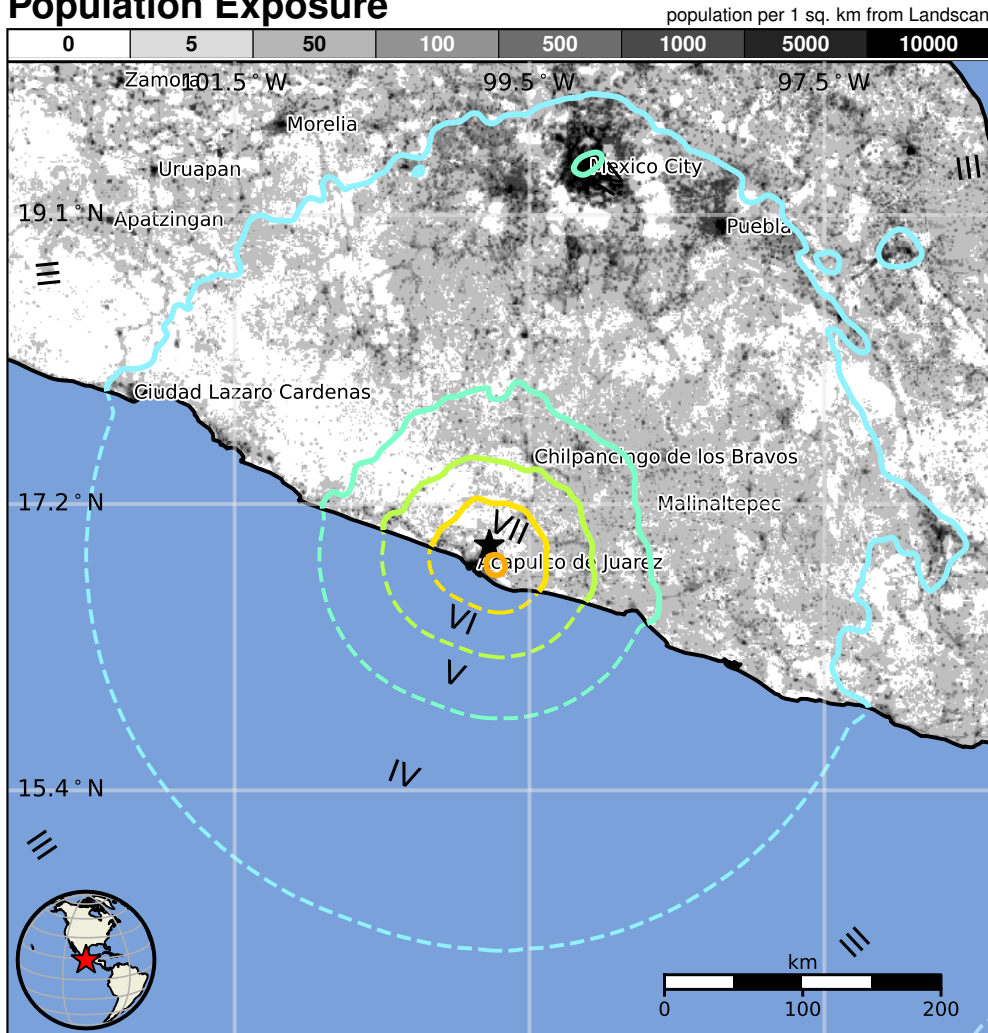 Population Exposure
population per 1 sq. km from Landscan
0 5 50 100 500 1000 5000 10000
Zamora
101.5°W 99.5°W 97.5°W
Morelia
Mexico City
III
Uruapan
19.1°N
Apatzingan
Puebla
III
Ciudad Lazaro Cardenas
Chilpancingo de los Bravos
17.2°N
Malinaltepec
VII
Acapulco de Juarez
VI
V
IV
15.4°N
III
III
km
0 100 200